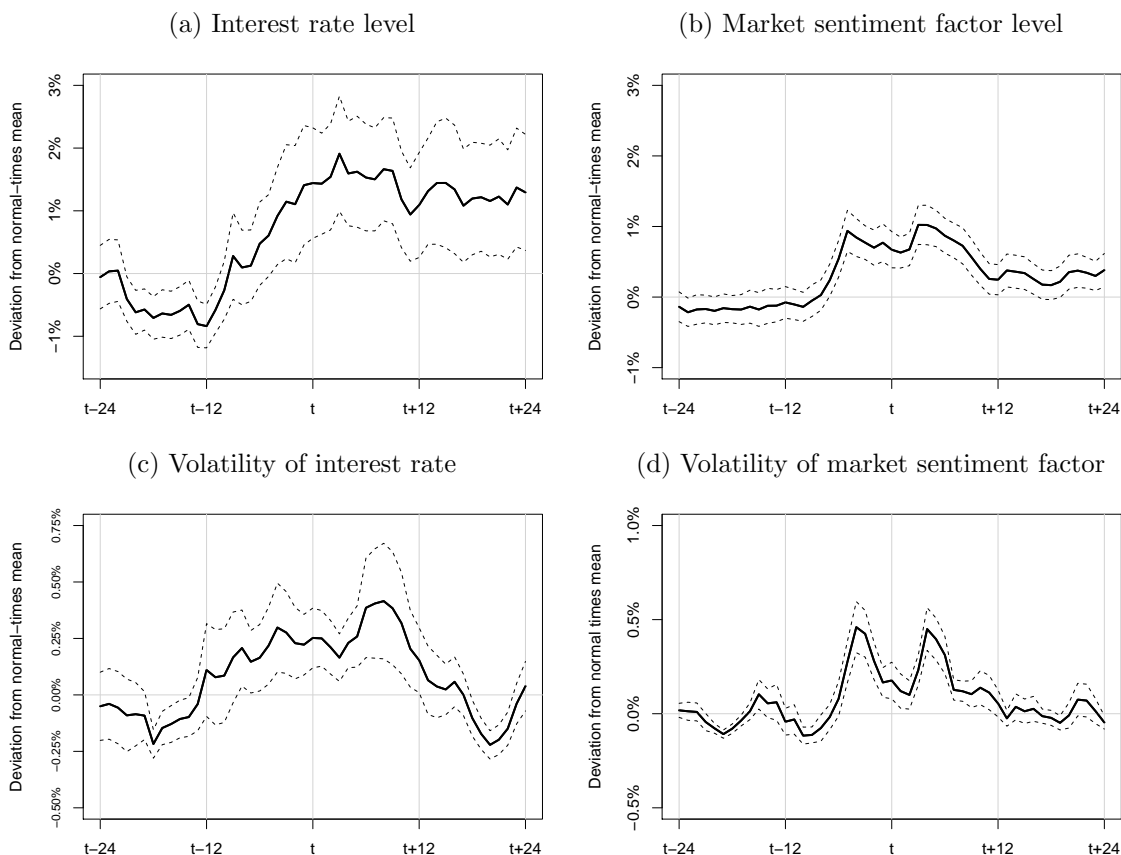 (a) Interest rate level
Deviation from normal−times mean
3%
2%
1%
0%
−1%
t−24 t−12 t t+12 t+24
(b) Market sentiment factor level
Deviation from normal−times mean
3%
2%
1%
0%
−1%
t−24 t−12 t t+12 t+24
(c) Volatility of interest rate
Deviation from normal−times mean
0.75%
0.50%
0.25%
0.00%
−0.25%
−0.50%
t−24 t−12 t t+12 t+24
(d) Volatility of market sentiment factor
Deviation from normal times mean
1.0%
0.5%
0.0%
−0.5%
t−24 t−12 t t+12 t+24